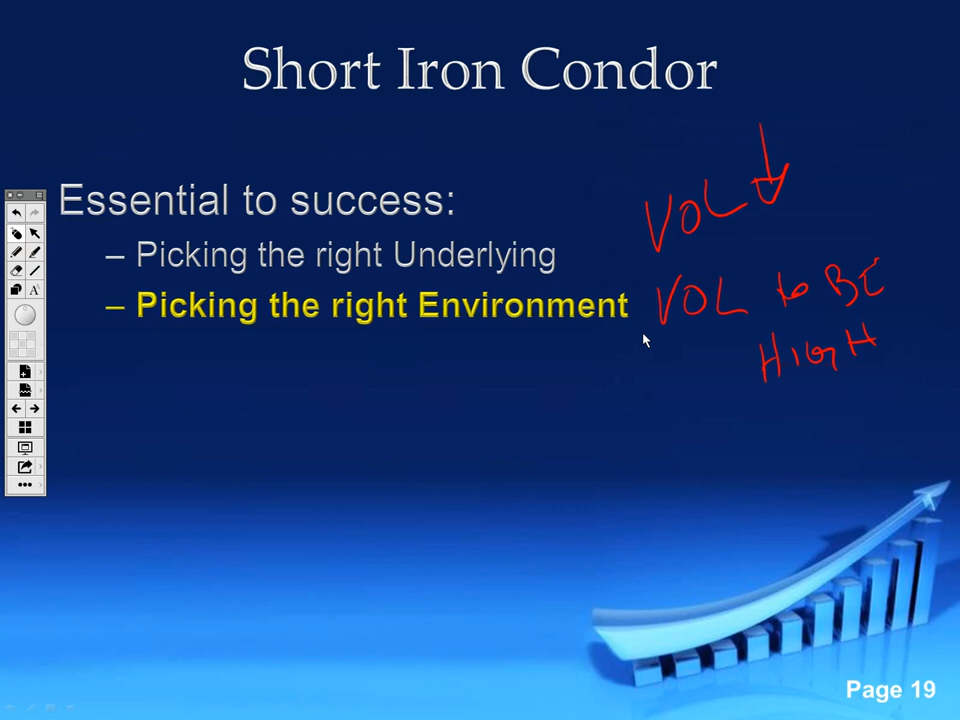 Short Iron Condor
Essential to success:
– Picking the right Underlying
– Picking the right Environment
VOL ↓
VOL to BE
HIGH
Page 19